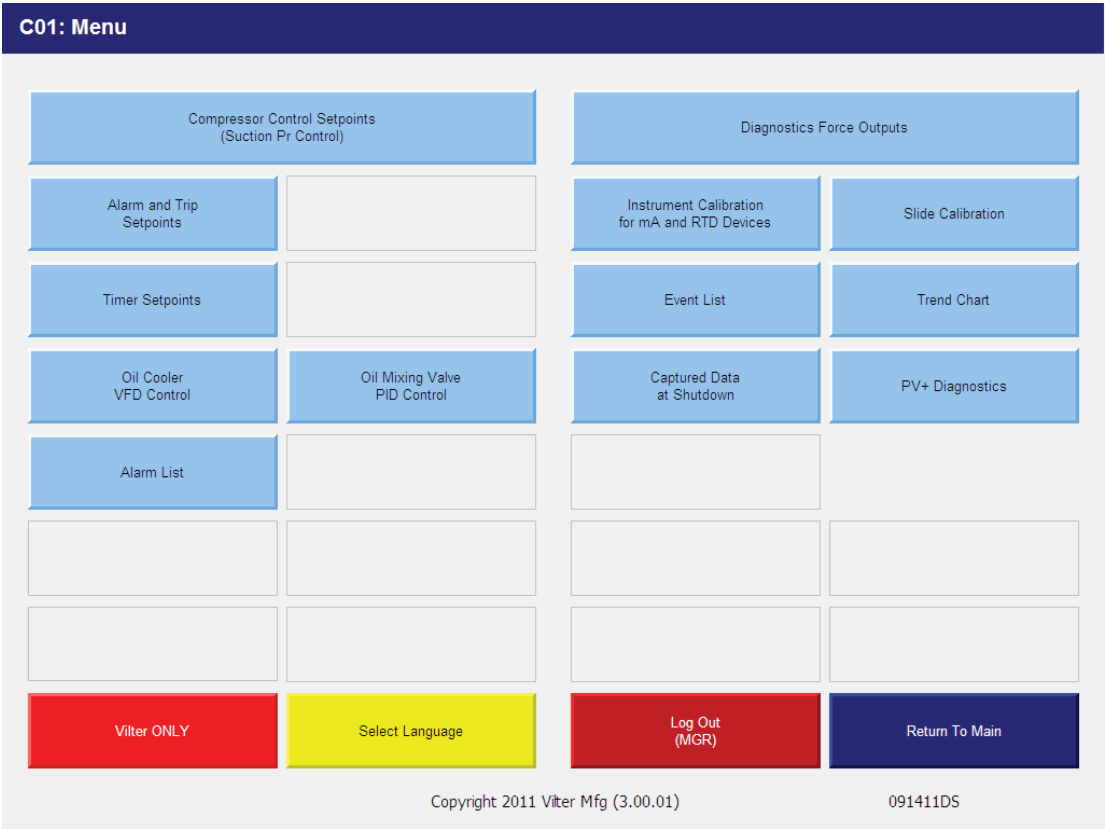 C01: Menu
Compressor Control Setpoints
(Suction Pr Control)
Diagnostics Force Outputs
Alarm and Trip
Setpoints
Instrument Calibration
for mA and RTD Devices
Slide Calibration
Timer Setpoints
Event List
Trend Chart
Oil Cooler
VFD Control
Oil Mixing Valve
PID Control
Captured Data
at Shutdown
PV+ Diagnostics
Alarm List
Vilter ONLY
Select Language
Log Out
(MGR)
Return To Main
Copyright 2011 Vilter Mfg (3.00.01)
091411DS